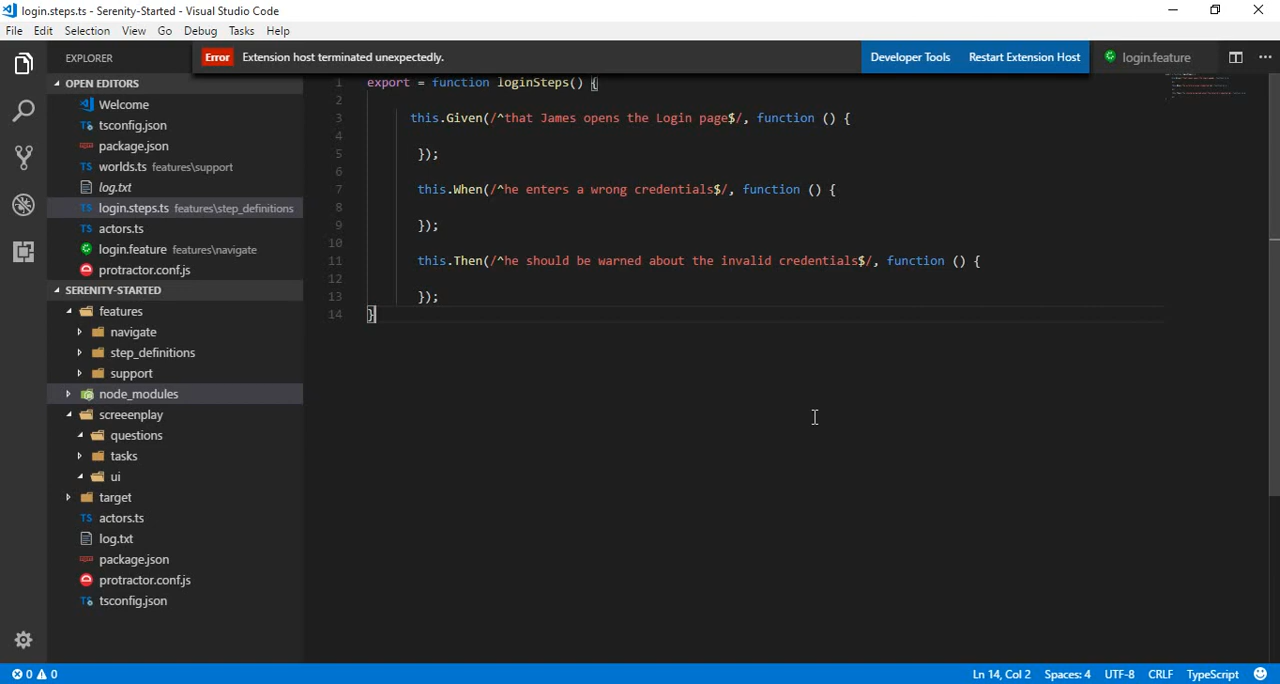 login.steps.ts - Serenity-Started - Visual Studio Code
File Edit Selection View Go Debug Tasks Help
EXPLORER
Error Extension host terminated unexpectedly.
Developer Tools Restart Extension Host
login.feature
OPEN EDITORS
Welcome
tsconfig.json
package.json
worlds.ts features\support
log.txt
login.steps.ts features\step_definitions
actors.ts
login.feature features\navigate
protractor.conf.js
SERENITY-STARTED
features
navigate
step_definitions
support
node_modules
screeenplay
questions
tasks
ui
target
actors.ts
log.txt
package.json
protractor.conf.js
tsconfig.json
1 export = function loginSteps() {
2
3 this.Given(/^that James opens the Login page$/, function () {
4
5 });
6
7 this.When(/^he enters a wrong credentials$/, function () {
8
9 });
10
11 this.Then(/^he should be warned about the invalid credentials$/, function () {
12
13 });
14 }
0 0
Ln 14, Col 2 Spaces: 4 UTF-8 CRLF TypeScript